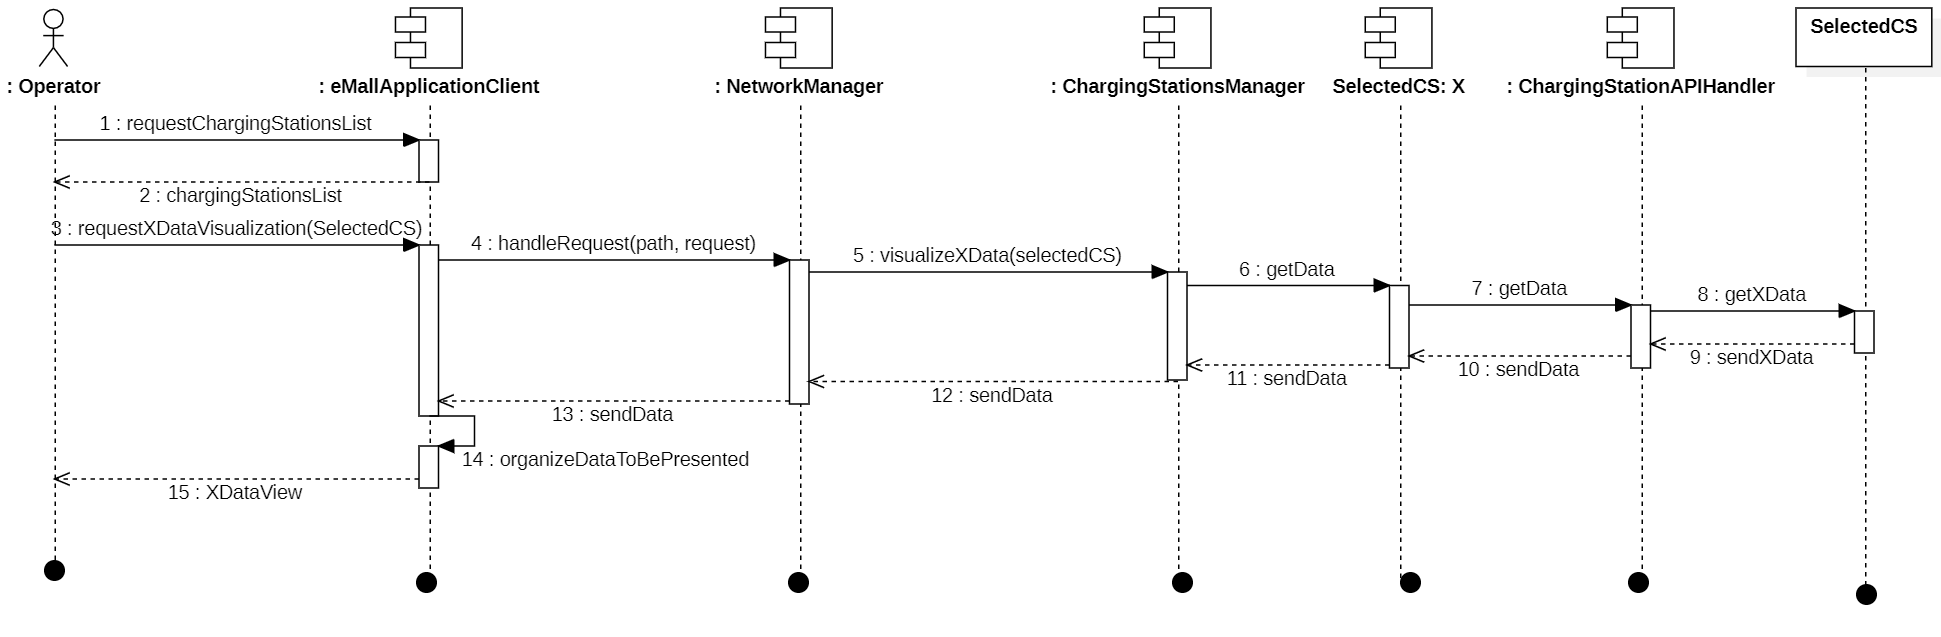 : Operator
: eMallApplicationClient
: NetworkManager
: ChargingStationsManager
SelectedCS: X
: ChargingStationAPIHandler
SelectedCS
1 : requestChargingStationsList
2 : chargingStationsList
3 : requestXDataVisualization(SelectedCS)
4 : handleRequest(path, request)
5 : visualizeXData(selectedCS)
6 : getData
7 : getData
8 : getXData
9 : sendXData
10 : sendData
11 : sendData
12 : sendData
13 : sendData
14 : organizeDataToBePresented
15 : XDataView